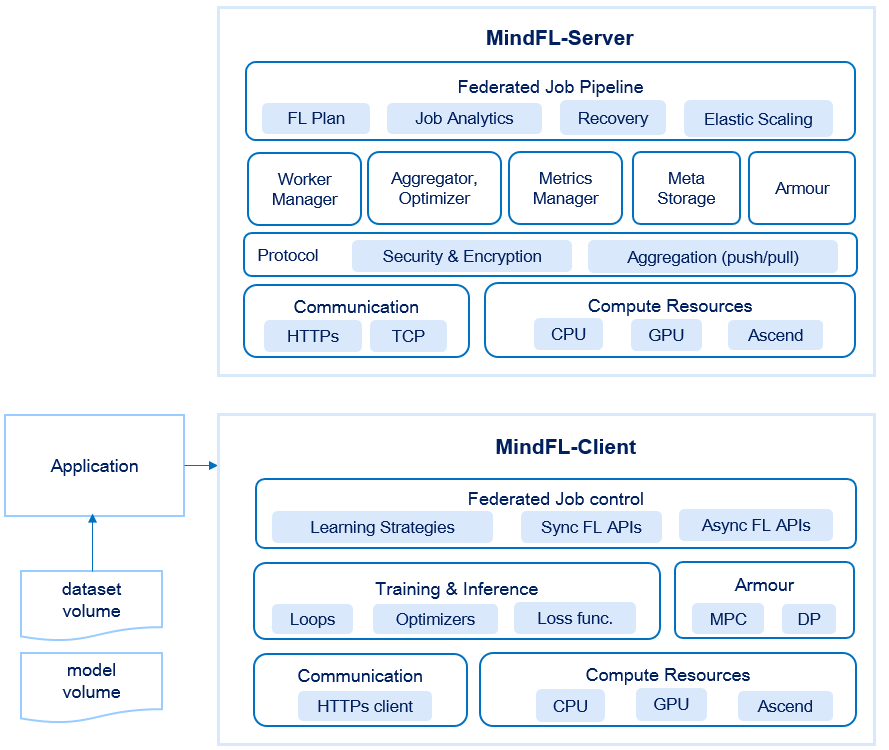 MindFL-Server
Federated Job Pipeline
FL Plan
Job Analytics
Recovery
Elastic Scaling
Worker
Manager
Aggregator,
Optimizer
Metrics
Manager
Meta
Storage
Armour
Protocol
Security & Encryption
Aggregation (push/pull)
Communication
HTTPs
TCP
Compute Resources
CPU
GPU
Ascend
Application
dataset
volume
model
volume
MindFL-Client
Federated Job control
Learning Strategies
Sync FL APIs
Async FL APIs
Training & Inference
Loops
Optimizers
Loss func.
Armour
MPC
DP
Communication
HTTPs client
Compute Resources
CPU
GPU
Ascend